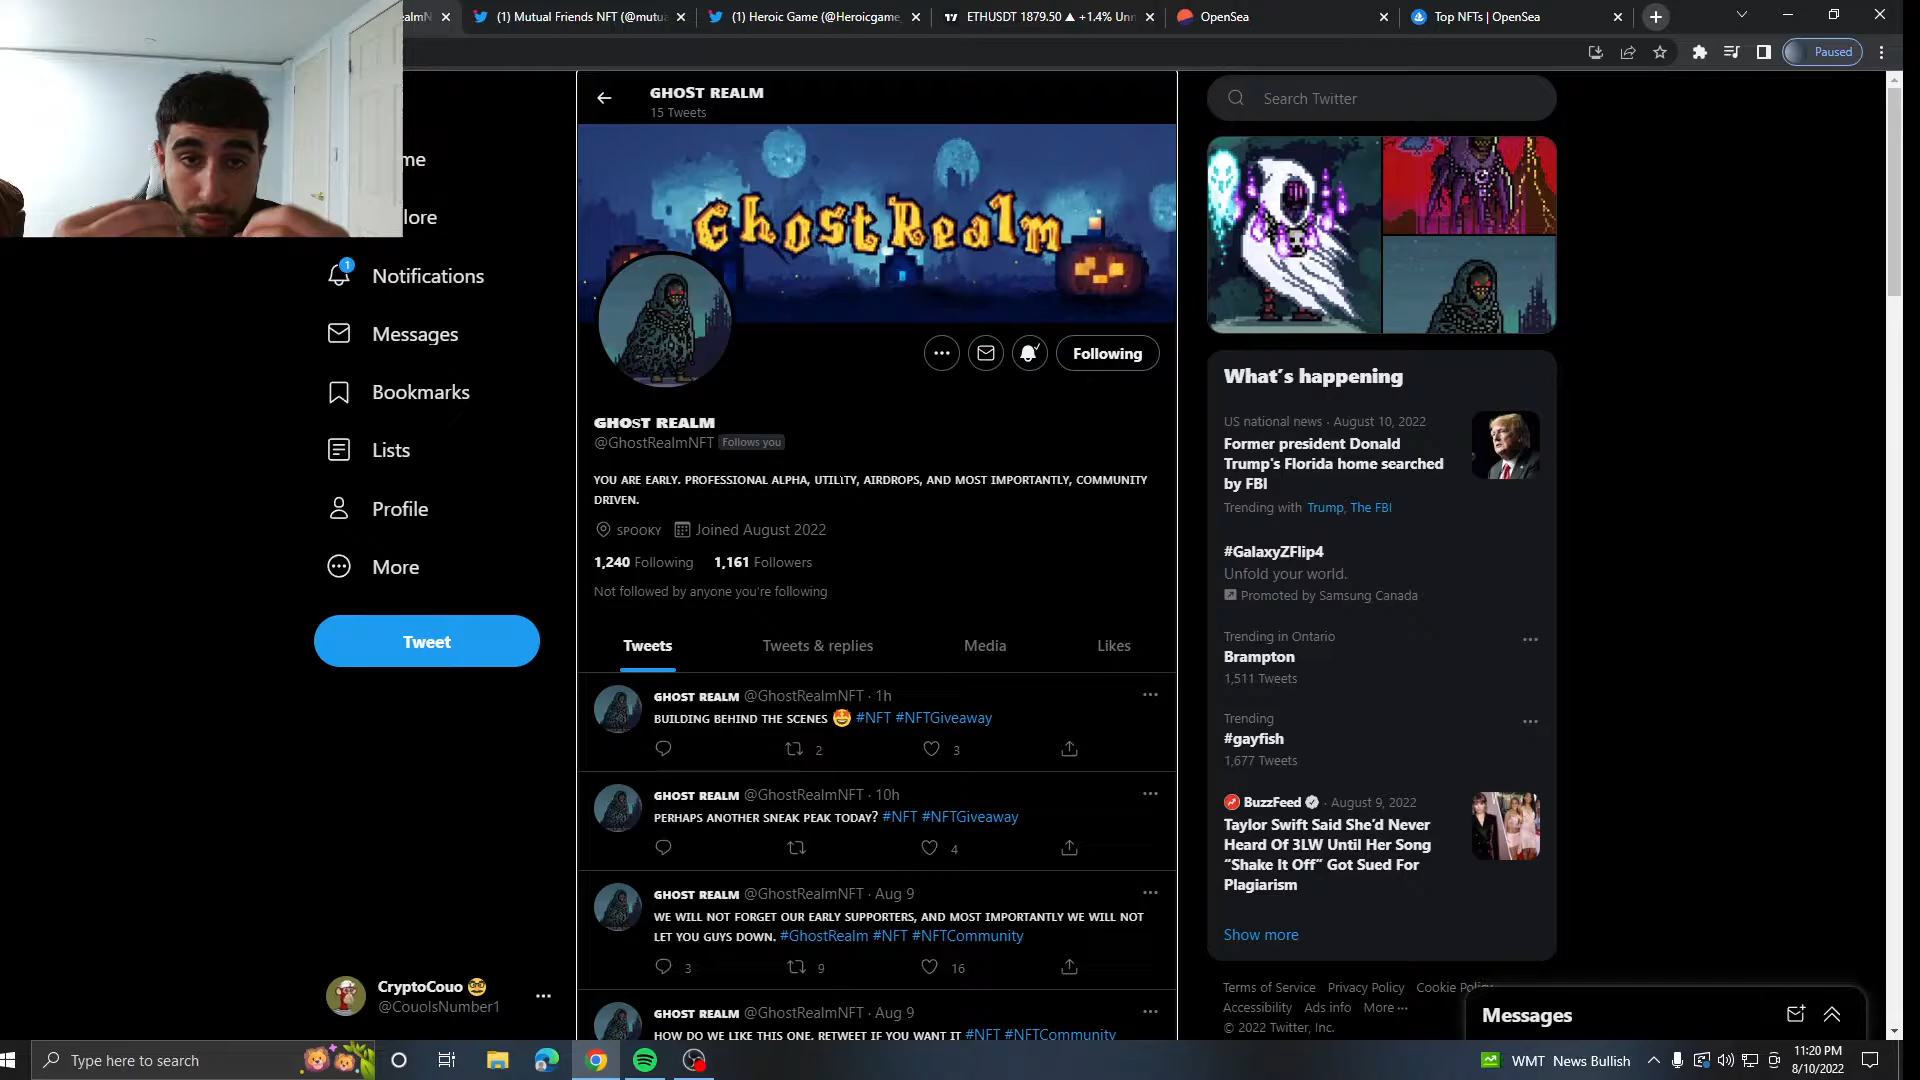 (1) Mutual Friends NFT (@mutu
(1) Heroic Game (@Heroicgame_
ETHUSDT 1879.50 ▲ +1.4% Unn
OpenSea
Top NFTs | OpenSea
Paused
GHOST REALM
15 Tweets
Search Twitter
GhostRealm
Notifications
Messages
Bookmarks
Lists
Profile
More
Tweet
Following
GHOST REALM
@GhostRealmNFT Follows you
YOU ARE EARLY. PROFESSIONAL ALPHA, UTILITY, AIRDROPS, AND MOST IMPORTANTLY, COMMUNITY
DRIVEN.
SPOOKY Joined August 2022
1,240 Following 1,161 Followers
Not followed by anyone you're following
Tweets Tweets & replies Media Likes
GHOST REALM @GhostRealmNFT · 1h
BUILDING BEHIND THE SCENES 🤩 #NFT #NFTGiveaway
2 3
GHOST REALM @GhostRealmNFT · 10h
PERHAPS ANOTHER SNEAK PEAK TODAY? #NFT #NFTGiveaway
4
GHOST REALM @GhostRealmNFT · Aug 9
WE WILL NOT FORGET OUR EARLY SUPPORTERS, AND MOST IMPORTANTLY WE WILL NOT
LET YOU GUYS DOWN. #GhostRealm #NFT #NFTCommunity
3 9 16
GHOST REALM @GhostRealmNFT · Aug 9
HOW DO WE LIKE THIS ONE. RETWEET IF YOU WANT IT #NFT #NFTCommunity
What's happening
US national news · August 10, 2022
Former president Donald
Trump's Florida home searched
by FBI
Trending with Trump, The FBI
#GalaxyZFlip4
Unfold your world.
Promoted by Samsung Canada
Trending in Ontario
Brampton
1,511 Tweets
Trending
#gayfish
1,677 Tweets
BuzzFeed · August 9, 2022
Taylor Swift Said She'd Never
Heard Of 3LW Until Her Song
"Shake It Off" Got Sued For
Plagiarism
Show more
Terms of Service Privacy Policy Cookie Policy
Accessibility Ads info More ···
© 2022 Twitter, Inc.
Messages
CryptoCouo 🤓
@CouoIsNumber1
Type here to search
WMT News Bullish
11:20 PM
8/10/2022